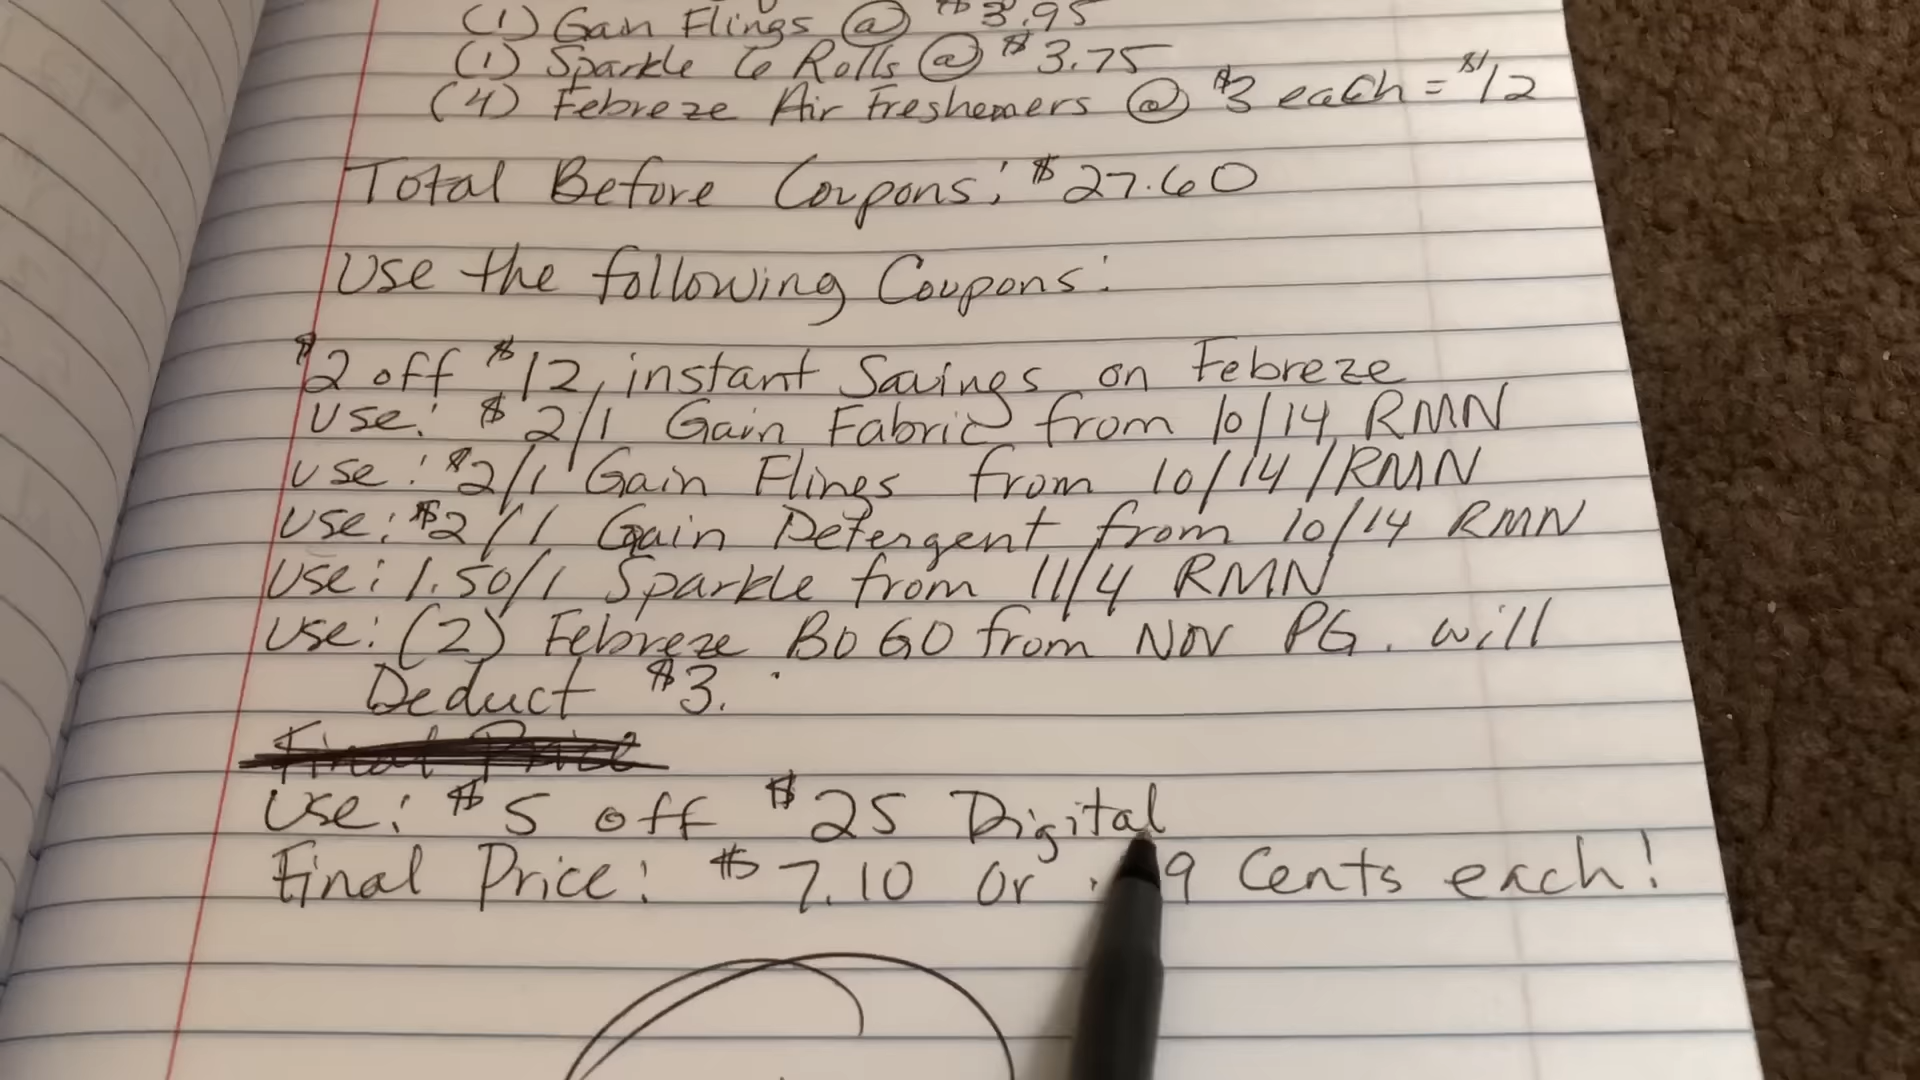 (1) Gain Flings @ $3.95
(1) Sparkle 6 Rolls @ $3.75
(4) Febreze Air Freshemers @ $3 each = $12
Total Before Coupons: $27.60
Use the following Coupons:
$2 off $12, instant Savings on Febreze
Use: $2/1 Gain Fabric from 10/14 RMN
Use: $2/1 Gain Flings from 10/14/RMN
Use: $2/1 Gain Detergent from 10/14 RMN
Use: 1.50/1 Sparkle from 11/4 RMN
Use: (2) Febreze BOGO from Nov PG. will
Deduct $3.
Final Price
Use: $5 off $25 Digital
Final Price: $7.10 or 9 Cents each!